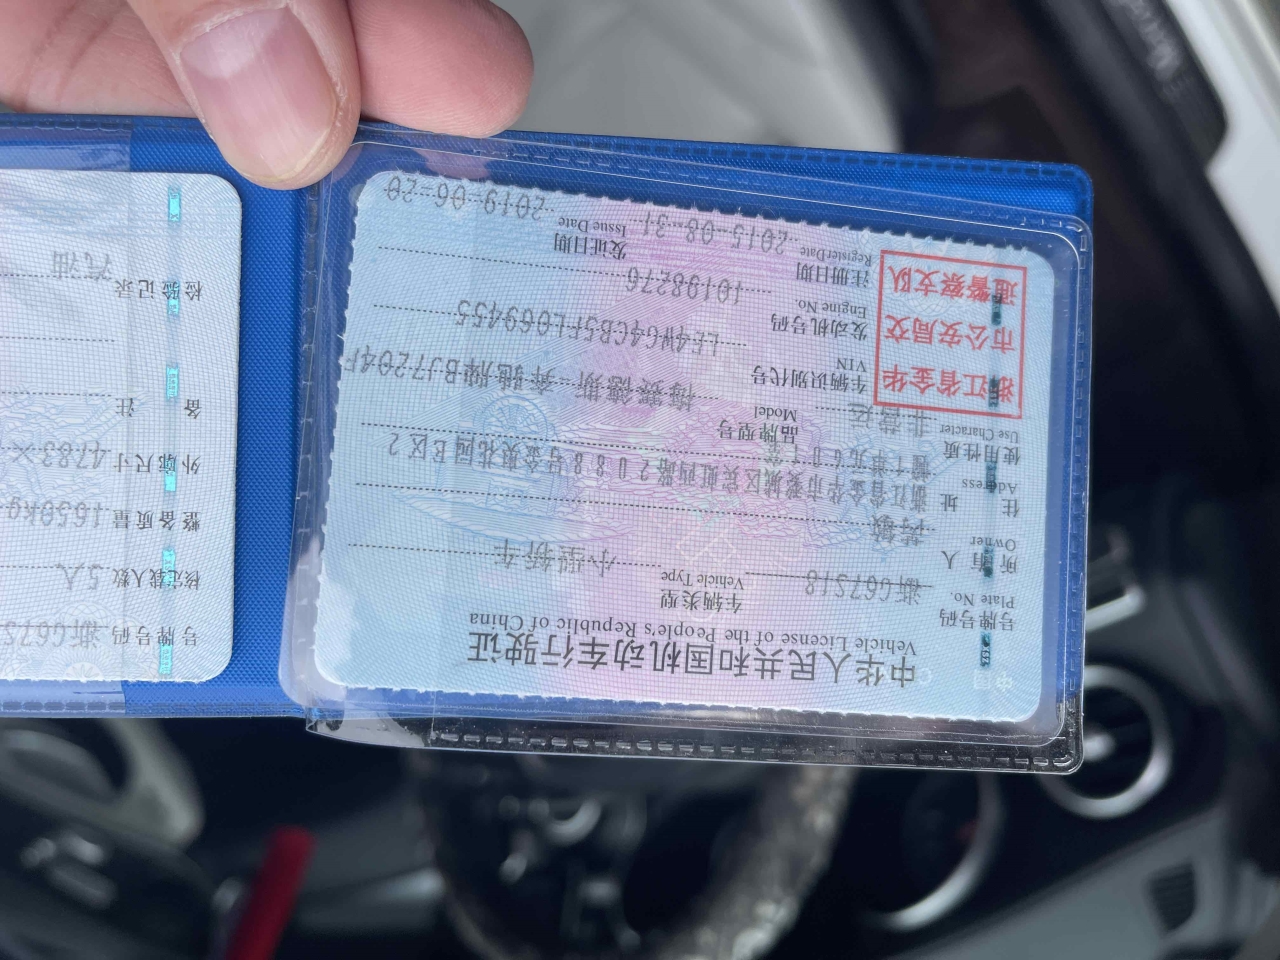 中华人民共和国机动车行驶证
Vehicle License of the People's Republic of China
号牌号码
Plate No.
浙G67S18
车辆类型
Vehicle Type
小型轿车
所有人
Owner
住址
Address
浙江省金华市婺城区宾虹西路2088号金爽花园B区2
幢1单元601室
使用性质
Use Character
非营运
品牌型号
Model
梅赛德斯-奔驰牌BJ7204F
车辆识别代号
VIN
LE4WG4CB5FL069455
发动机号码
Engine No.
10198276
注册日期
Register Date
2015-08-31
发证日期
Issue Date
2019-06-20
浙江省金华
市公安局交
通警察支队
号牌号码
浙G67S
核定载人数 5人
整备质量 1650kg
外廓尺寸 4783×
备注
检验记录
汽油